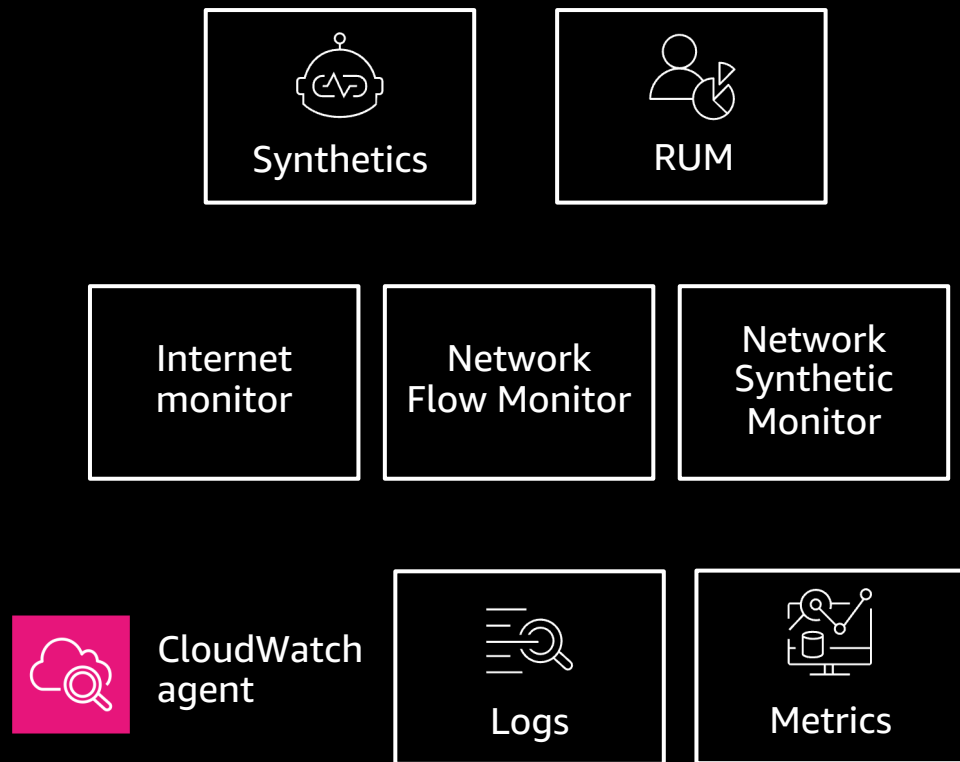 Synthetics
RUM
Internet
monitor
Network
Flow Monitor
Network
Synthetic
Monitor
CloudWatch
agent
Logs
Metrics